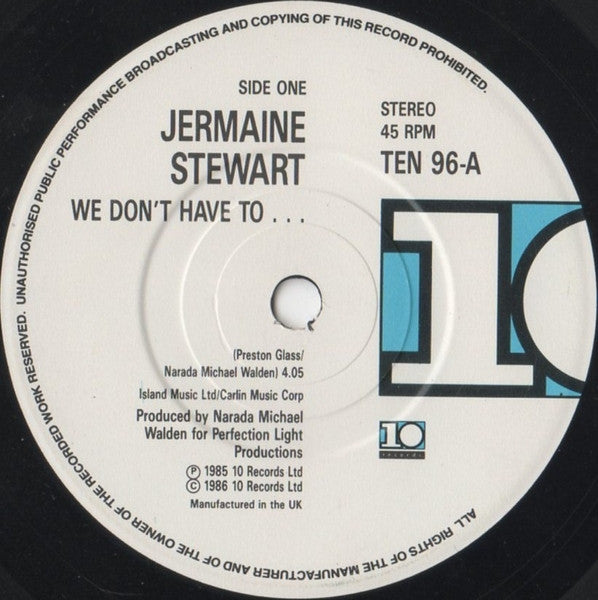 ALL RIGHTS OF THE MANUFACTURER AND OF THE OWNER OF THE RECORDED WORK RESERVED. UNAUTHORISED PUBLIC PERFORMANCE BROADCASTING AND COPYING OF THIS RECORD PROHIBITED.
SIDE ONE
JERMAINE
STEWART
WE DON'T HAVE TO . . .
STEREO
45 RPM
TEN 96-A
10
(Preston Glass/
Narada Michael Walden) 4.05
Island Music Ltd/Carlin Music Corp
Produced by Narada Michael
Walden for Perfection Light
Productions
Ⓟ 1985 10 Records Ltd
© 1986 10 Records Ltd
Manufactured in the UK
10
records